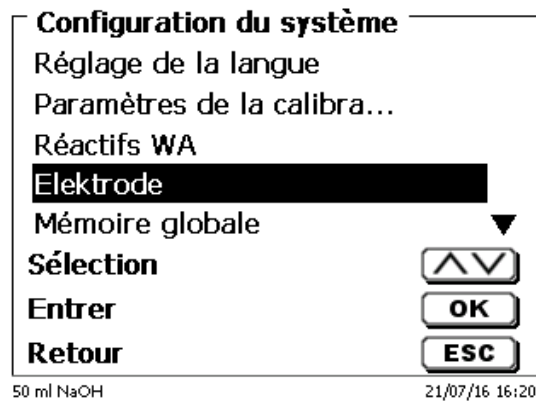 Configuration du système
Réglage de la langue
Paramètres de la calibra...
Réactifs WA
Elektrode
Mémoire globale
Sélection
Entrer OK
Retour ESC
50 ml NaOH 21/07/16 16:20